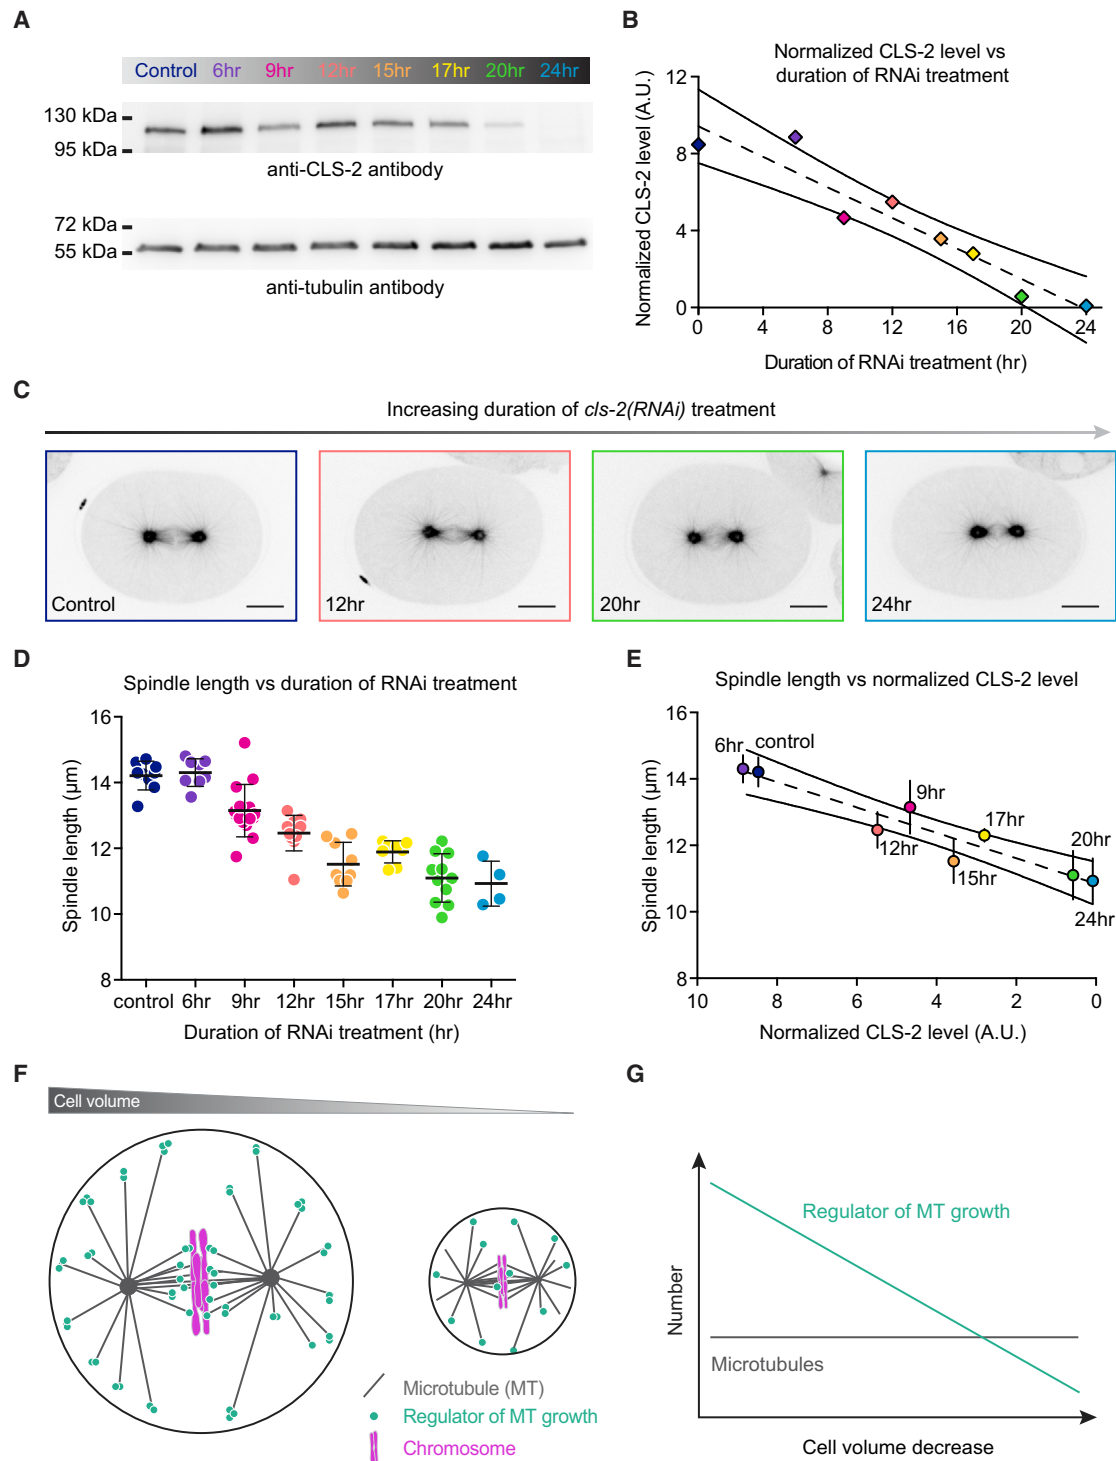 A
Control 6hr 9hr 12hr 15hr 17hr 20hr 24hr
130 kDa
95 kDa
anti-CLS-2 antibody
72 kDa
55 kDa
anti-tubulin antibody
B
Normalized CLS-2 level vs
duration of RNAi treatment
Normalized CLS-2 level (A.U.)
12
8
4
0
0 4 8 12 16 20 24
Duration of RNAi treatment (hr)
C
Increasing duration of cls-2(RNAi) treatment
Control
12hr
20hr
24hr
D
Spindle length vs duration of RNAi treatment
Spindle length (μm)
16
14
12
10
8
control 6hr 9hr 12hr 15hr 17hr 20hr 24hr
Duration of RNAi treatment (hr)
E
Spindle length vs normalized CLS-2 level
Spindle length (μm)
16
14
12
10
8
6hr control
9hr
12hr
17hr
15hr
20hr
24hr
10 8 6 4 2 0
Normalized CLS-2 level (A.U.)
F
Cell volume
Microtubule (MT)
Regulator of MT growth
Chromosome
G
Number
Regulator of MT growth
Microtubules
Cell volume decrease